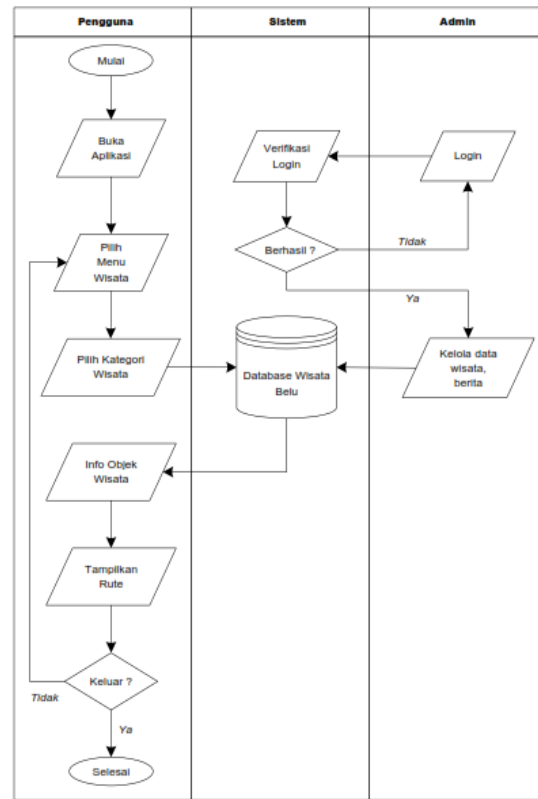 Pengguna
Sistem
Admin
Mulai
Buka
Aplikasi
Verifikasi
Login
Login
Pilih
Menu
Wisata
Berhasil ?
Tidak
Ya
Pilih Kategori
Wisata
Database Wisata
Belu
Kelola data
wisata,
berita
Info Objek
Wisata
Tampilkan
Rute
Keluar ?
Tidak
Ya
Selesai